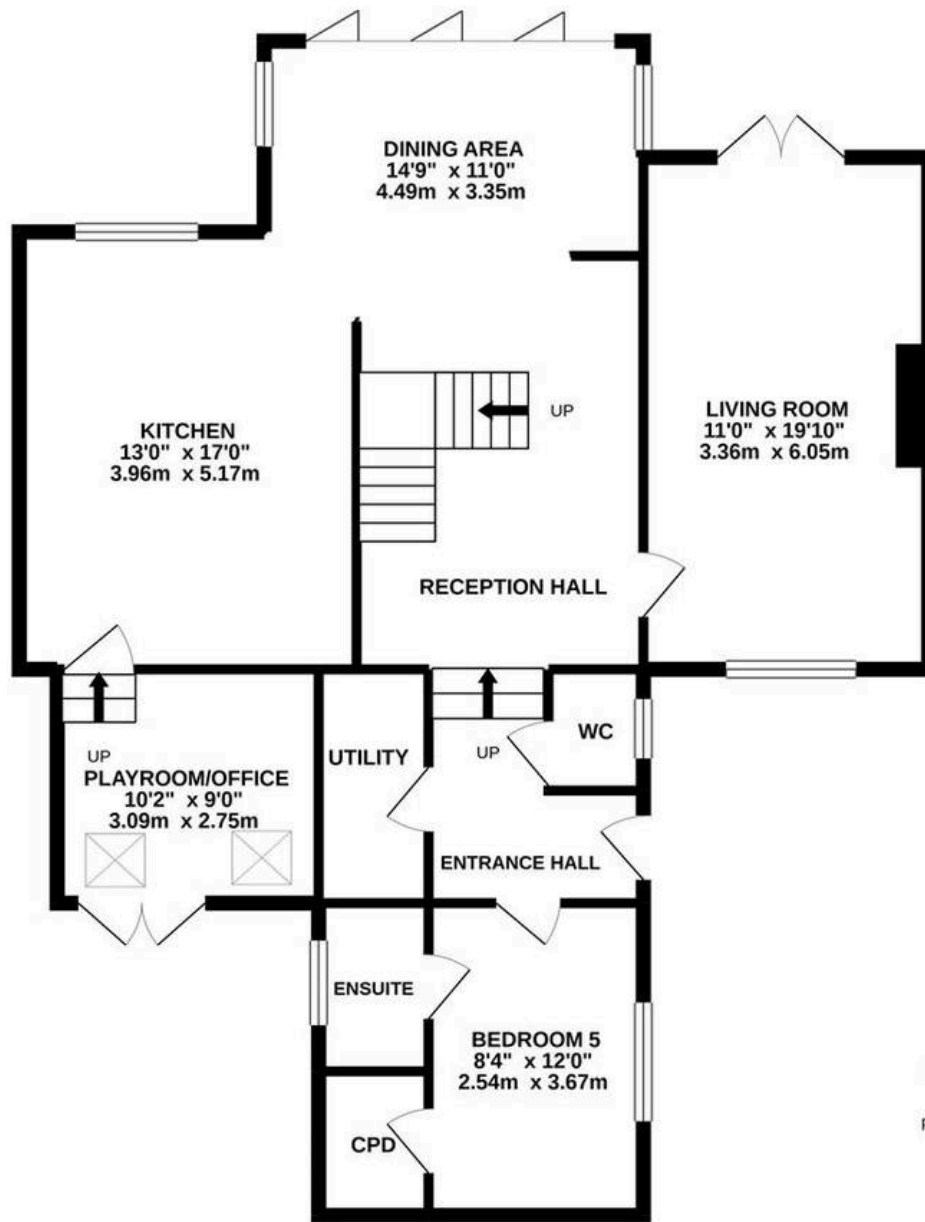 DINING AREA
14'9" x 11'0"
4.49m x 3.35m
KITCHEN
13'0" x 17'0"
3.96m x 5.17m
UP
LIVING ROOM
11'0" x 19'10"
3.36m x 6.05m
RECEPTION HALL
UP
PLAYROOM/OFFICE
10'2" x 9'0"
3.09m x 2.75m
UTILITY
UP
WC
ENTRANCE HALL
ENSUITE
BEDROOM 5
8'4" x 12'0"
2.54m x 3.67m
CPD